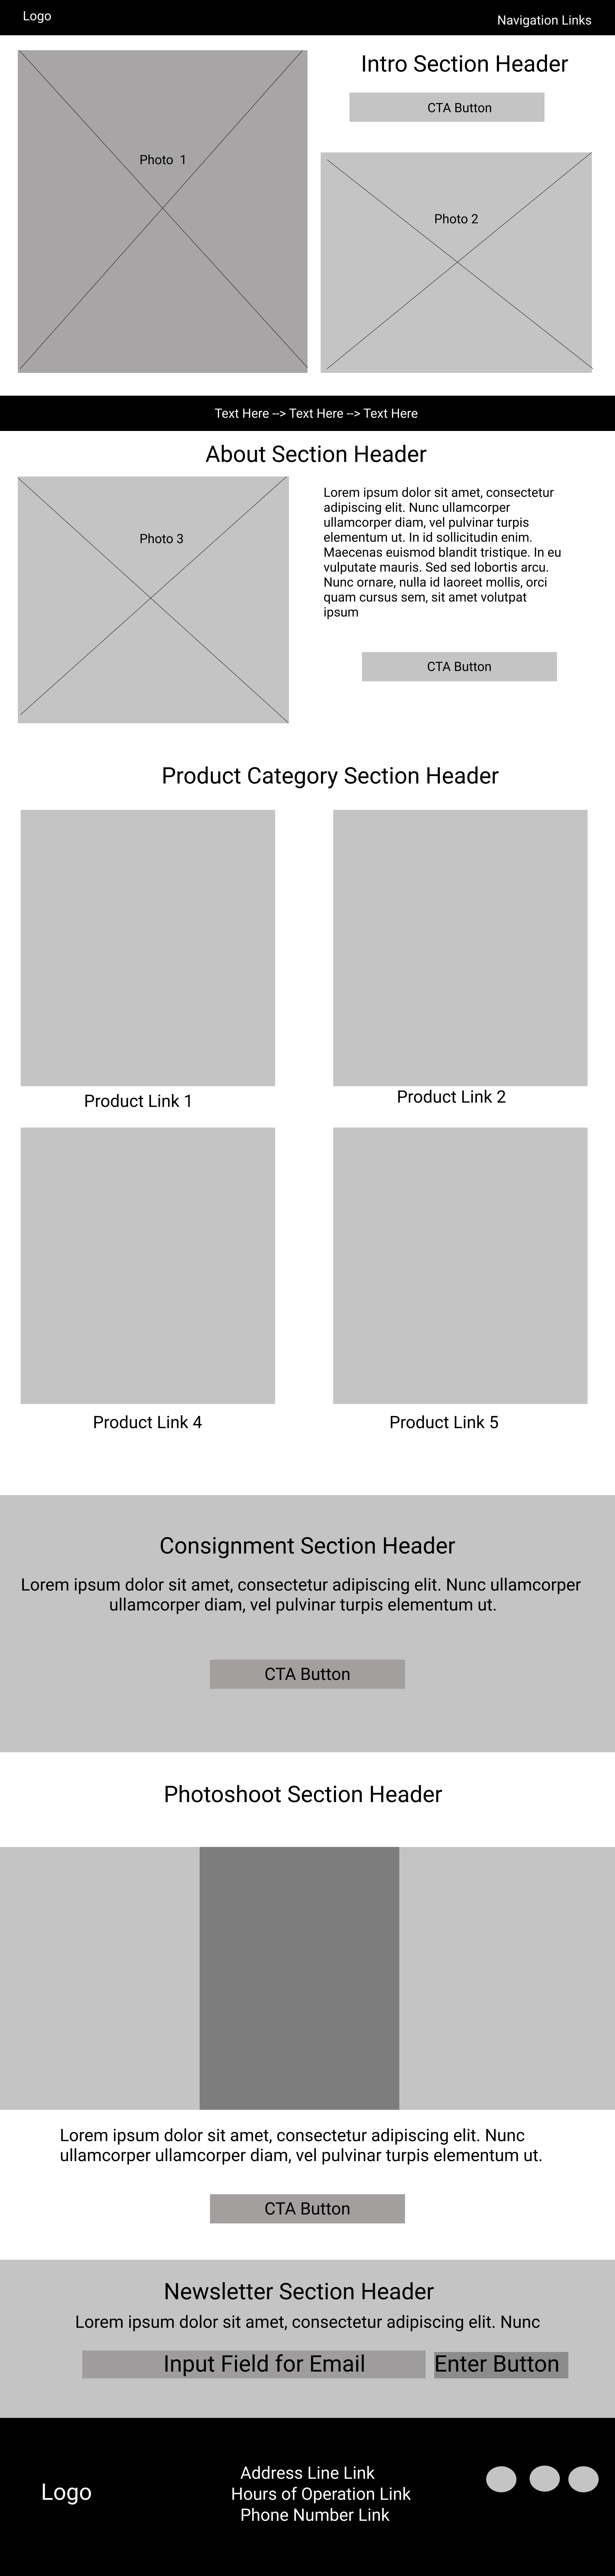 Logo
Navigation Links
Intro Section Header
CTA Button
Photo 1
Photo 2
Text Here --> Text Here --> Text Here
About Section Header
Photo 3
Lorem ipsum dolor sit amet, consectetur
adipiscing elit. Nunc ullamcorper
ullamcorper diam, vel pulvinar turpis
elementum ut. In id sollicitudin enim.
Maecenas euismod blandit tristique. In eu
vulputate mauris. Sed sed lobortis arcu.
Nunc ornare, nulla id laoreet mollis, orci
quam cursus sem, sit amet volutpat
ipsum
CTA Button
Product Category Section Header
Product Link 1
Product Link 2
Product Link 4
Product Link 5
Consignment Section Header
Lorem ipsum dolor sit amet, consectetur adipiscing elit. Nunc ullamcorper
ullamcorper diam, vel pulvinar turpis elementum ut.
CTA Button
Photoshoot Section Header
Lorem ipsum dolor sit amet, consectetur adipiscing elit. Nunc
ullamcorper ullamcorper diam, vel pulvinar turpis elementum ut.
CTA Button
Newsletter Section Header
Lorem ipsum dolor sit amet, consectetur adipiscing elit. Nunc
Input Field for Email
Enter Button
Logo
Address Line Link
Hours of Operation Link
Phone Number Link